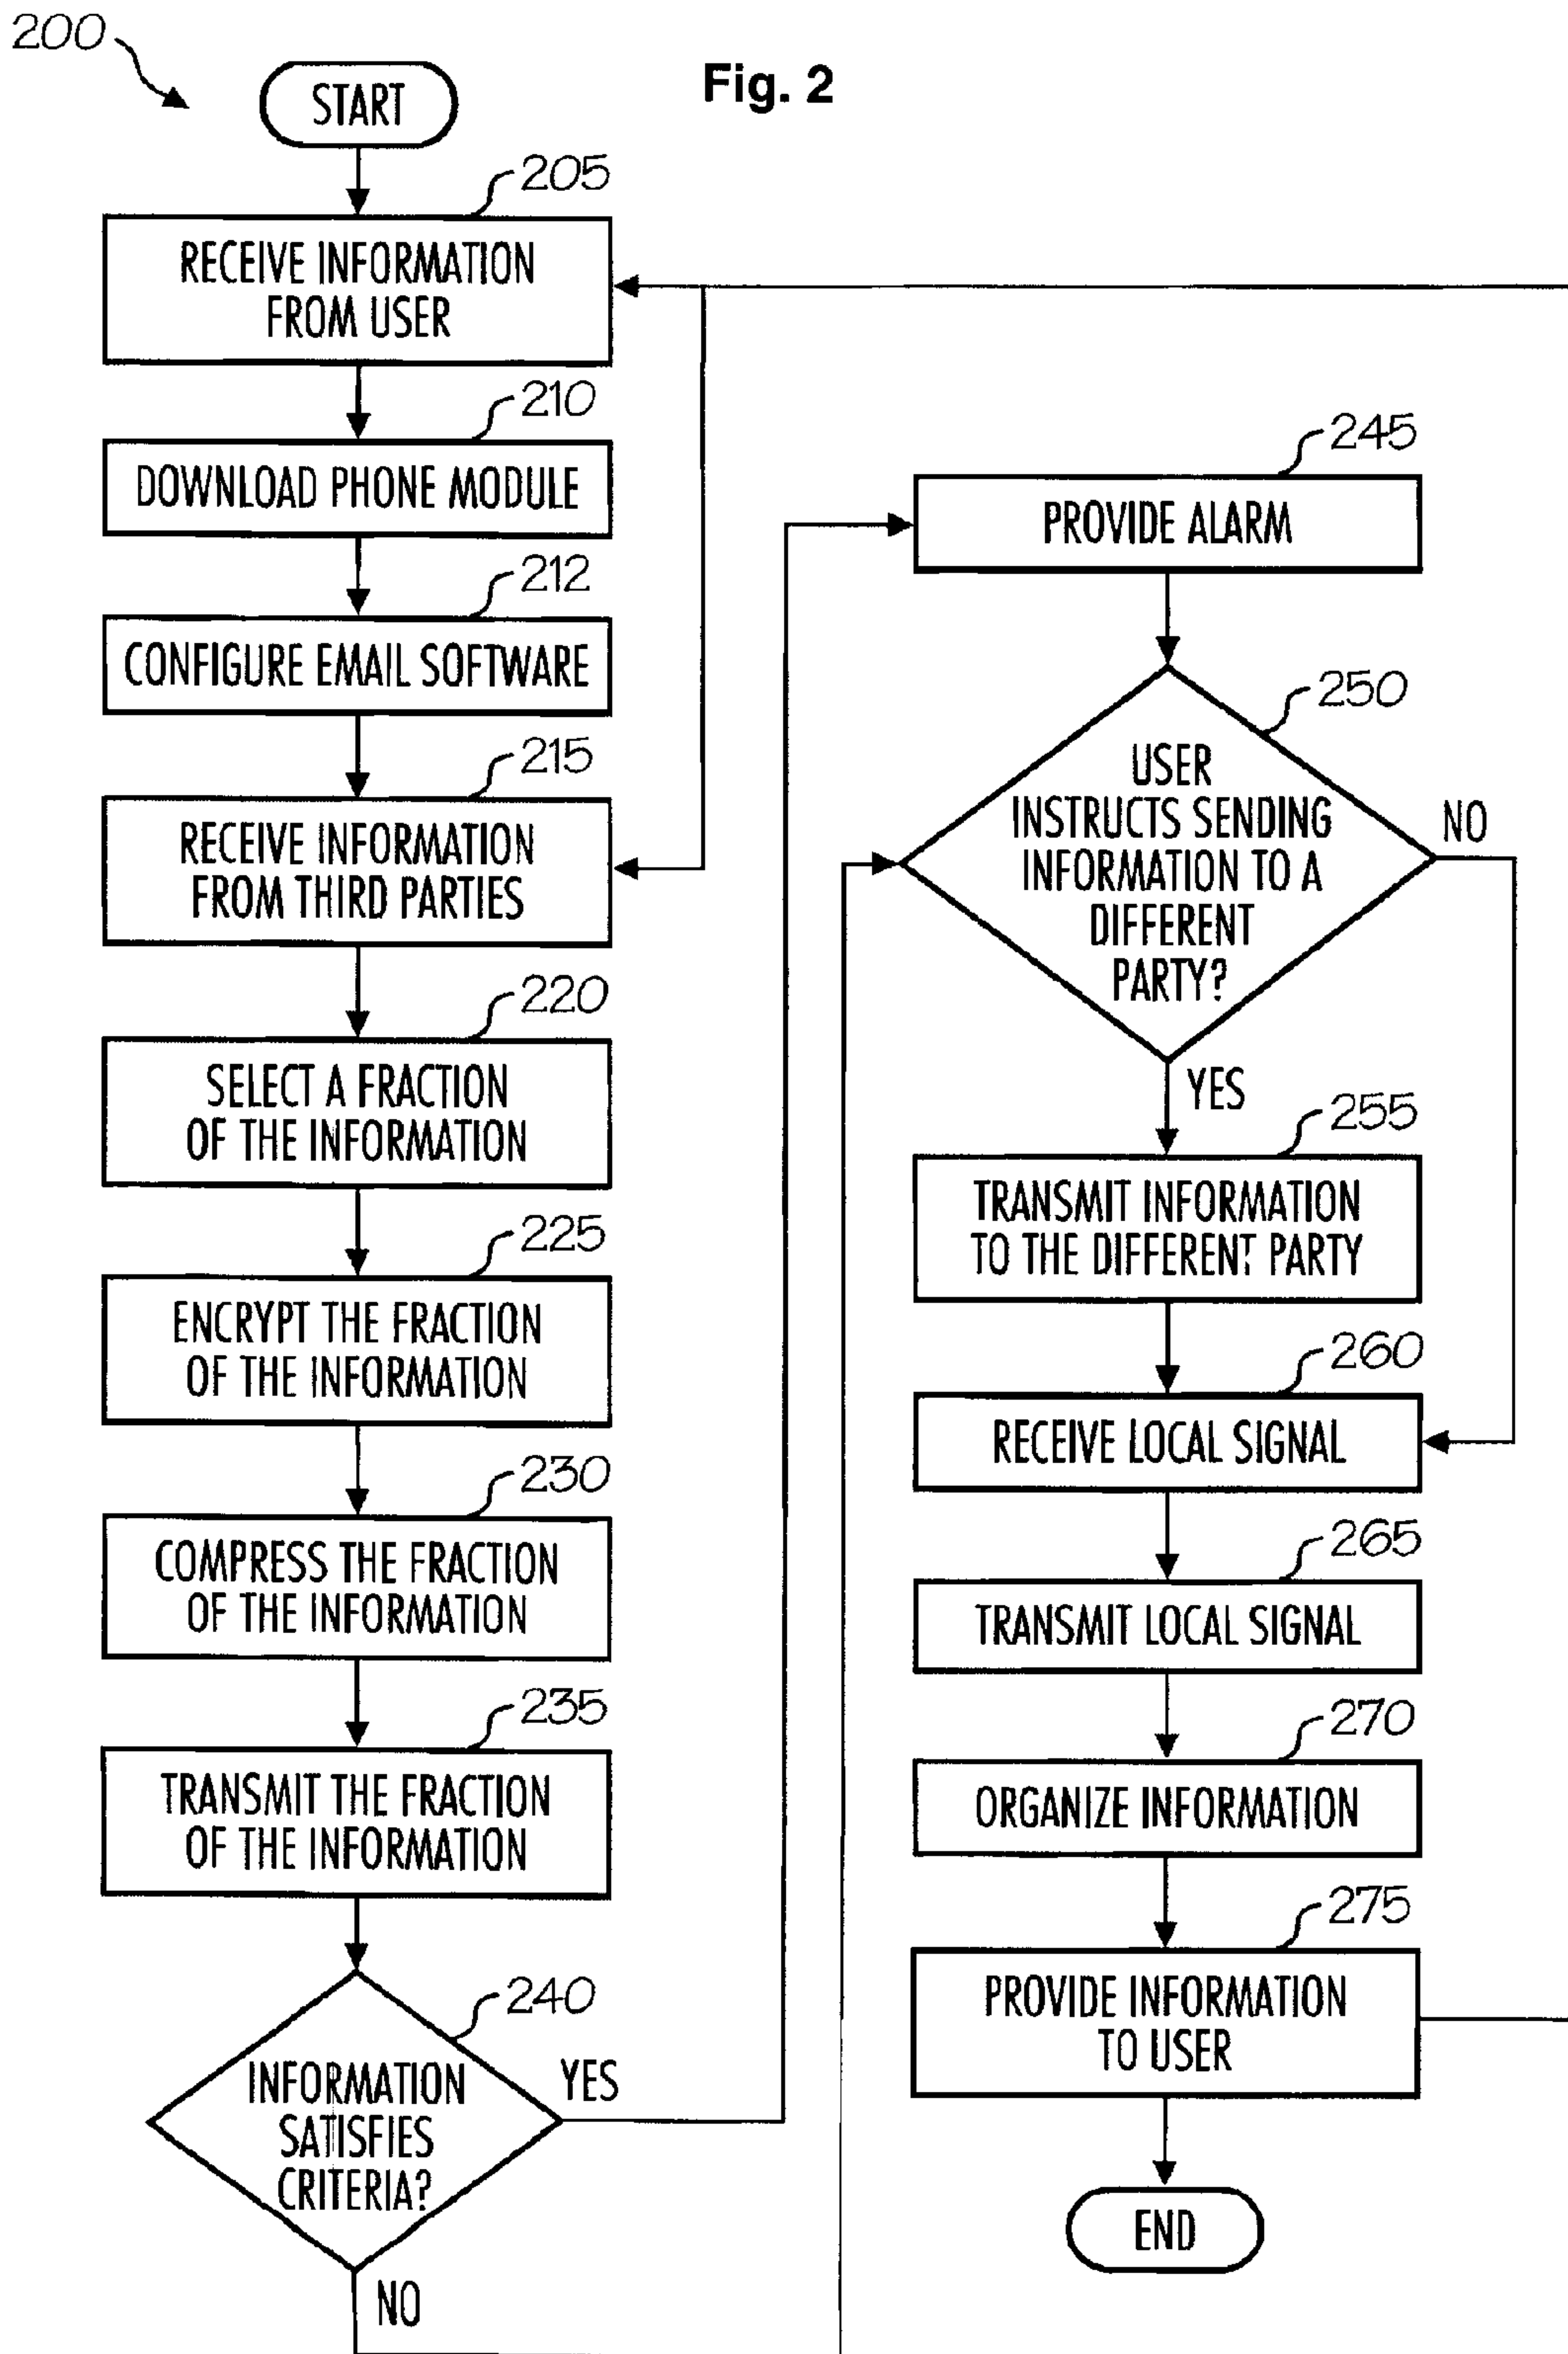 200
Fig. 2
START
205
RECEIVE INFORMATION
FROM USER
210
DOWNLOAD PHONE MODULE
212
CONFIGURE EMAIL SOFTWARE
215
RECEIVE INFORMATION
FROM THIRD PARTIES
220
SELECT A FRACTION
OF THE INFORMATION
225
ENCRYPT THE FRACTION
OF THE INFORMATION
230
COMPRESS THE FRACTION
OF THE INFORMATION
235
TRANSMIT THE FRACTION
OF THE INFORMATION
240
INFORMATION
SATISFIES
CRITERIA?
YES
NO
245
PROVIDE ALARM
250
USER
INSTRUCTS SENDING
INFORMATION TO A
DIFFERENT
PARTY?
NO
YES
255
TRANSMIT INFORMATION
TO THE DIFFERENT PARTY
260
RECEIVE LOCAL SIGNAL
265
TRANSMIT LOCAL SIGNAL
270
ORGANIZE INFORMATION
275
PROVIDE INFORMATION
TO USER
END